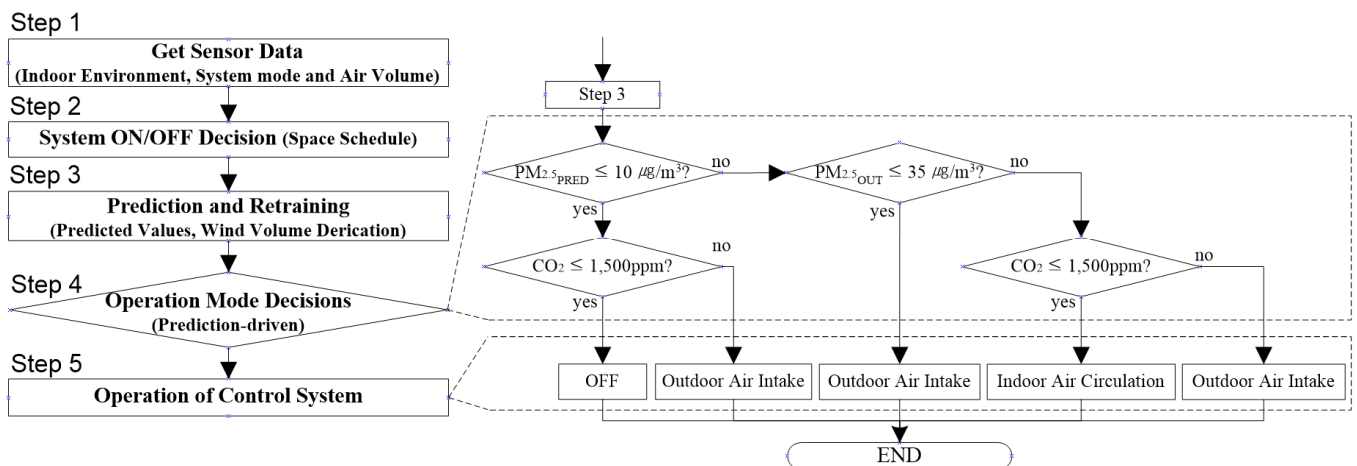 Step 1
Get Sensor Data
(Indoor Environment, System mode and Air Volume)
Step 2
System ON/OFF Decision (Space Schedule)
Step 3
Prediction and Retraining
(Predicted Values, Wind Volume Derication)
Step 4
Operation Mode Decisions
(Prediction-driven)
Step 5
Operation of Control System
Step 3
PM2.5PRED ≤ 10 μg/m³?
no
PM2.5OUT ≤ 35 μg/m³?
no
yes
yes
CO₂ ≤ 1,500ppm?
no
CO₂ ≤ 1,500ppm?
no
yes
yes
OFF
Outdoor Air Intake
Outdoor Air Intake
Indoor Air Circulation
Outdoor Air Intake
END